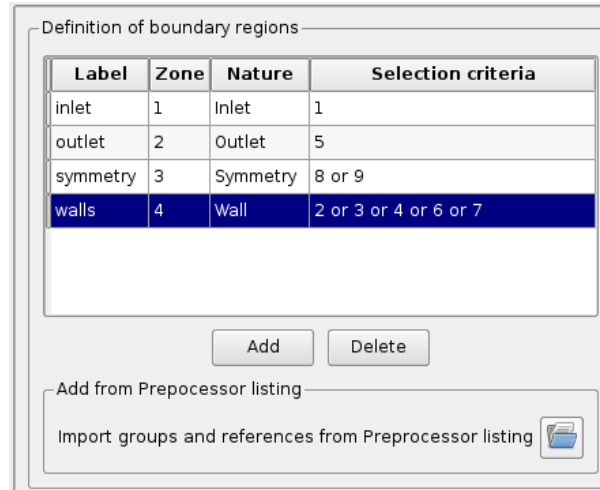 Definition of boundary regions
Label Zone Nature Selection criteria
inlet 1 Inlet 1
outlet 2 Outlet 5
symmetry 3 Symmetry 8 or 9
walls 4 Wall 2 or 3 or 4 or 6 or 7
Add Delete
Add from Prepocessor listing
Import groups and references from Preprocessor listing